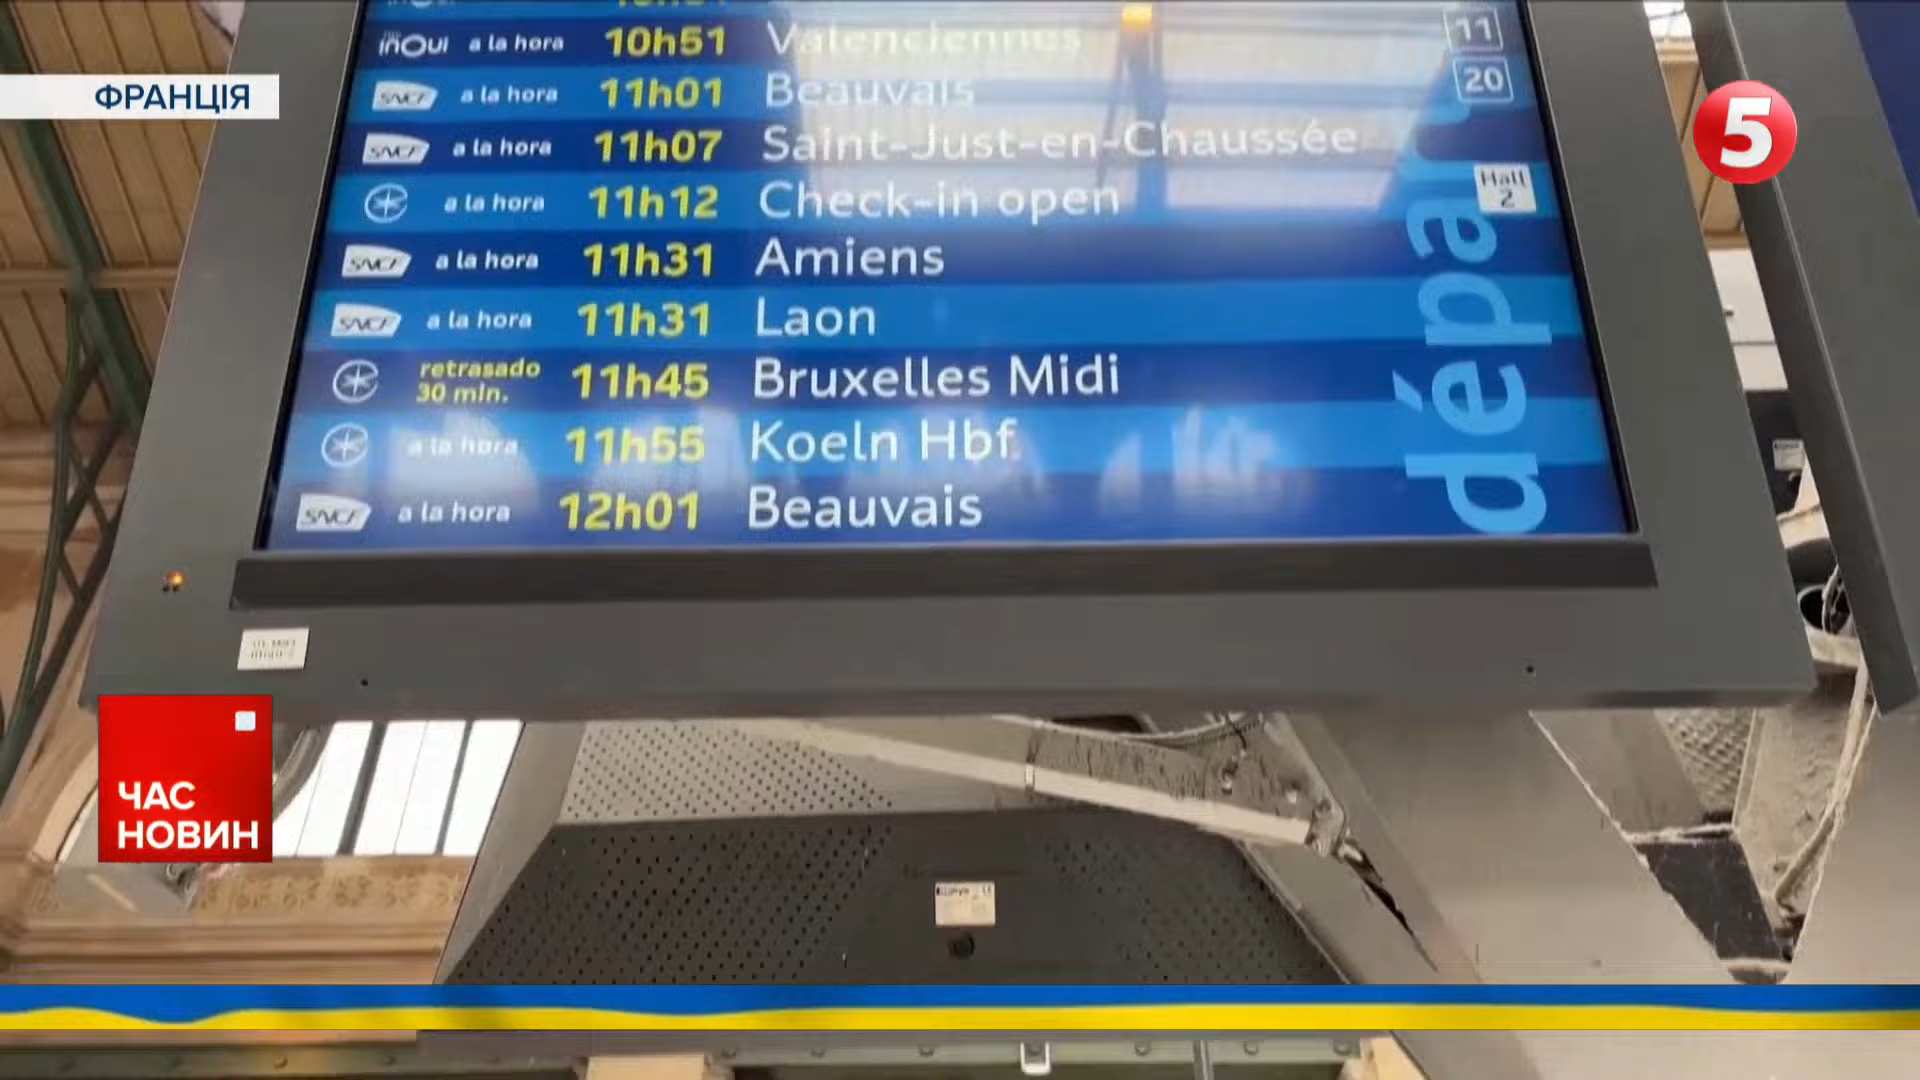 ФРАНЦІЯ
5
inOui a la hora 10h51 Valenciennes 11
SNCF a la hora 11h01 Beauvais 20
SNCF a la hora 11h07 Saint-Just-en-Chaussée
a la hora 11h12 Check-in open Hall 2
SNCF a la hora 11h31 Amiens
SNCF a la hora 11h31 Laon
retrasado 30 min. 11h45 Bruxelles Midi
a la hora 11h55 Koeln Hbf
SNCF a la hora 12h01 Beauvais
dépar
ЧАС
НОВИН